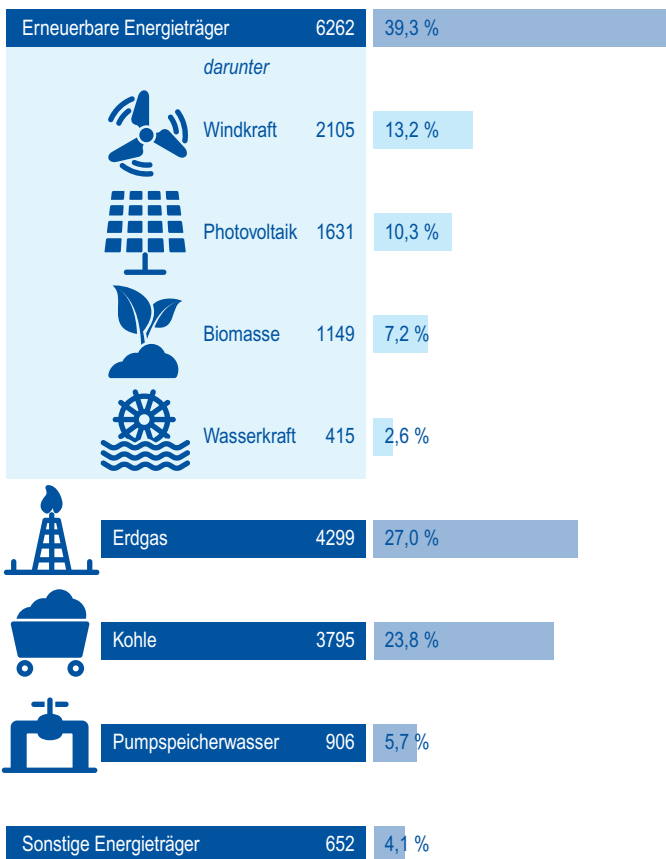 Erneuerbare Energieträger 6262 39,3 %
darunter
Windkraft 2105 13,2 %
Photovoltaik 1631 10,3 %
Biomasse 1149 7,2 %
Wasserkraft 415 2,6 %
Erdgas 4299 27,0 %
Kohle 3795 23,8 %
Pumpspeicherwasser 906 5,7 %
Sonstige Energieträger 652 4,1 %